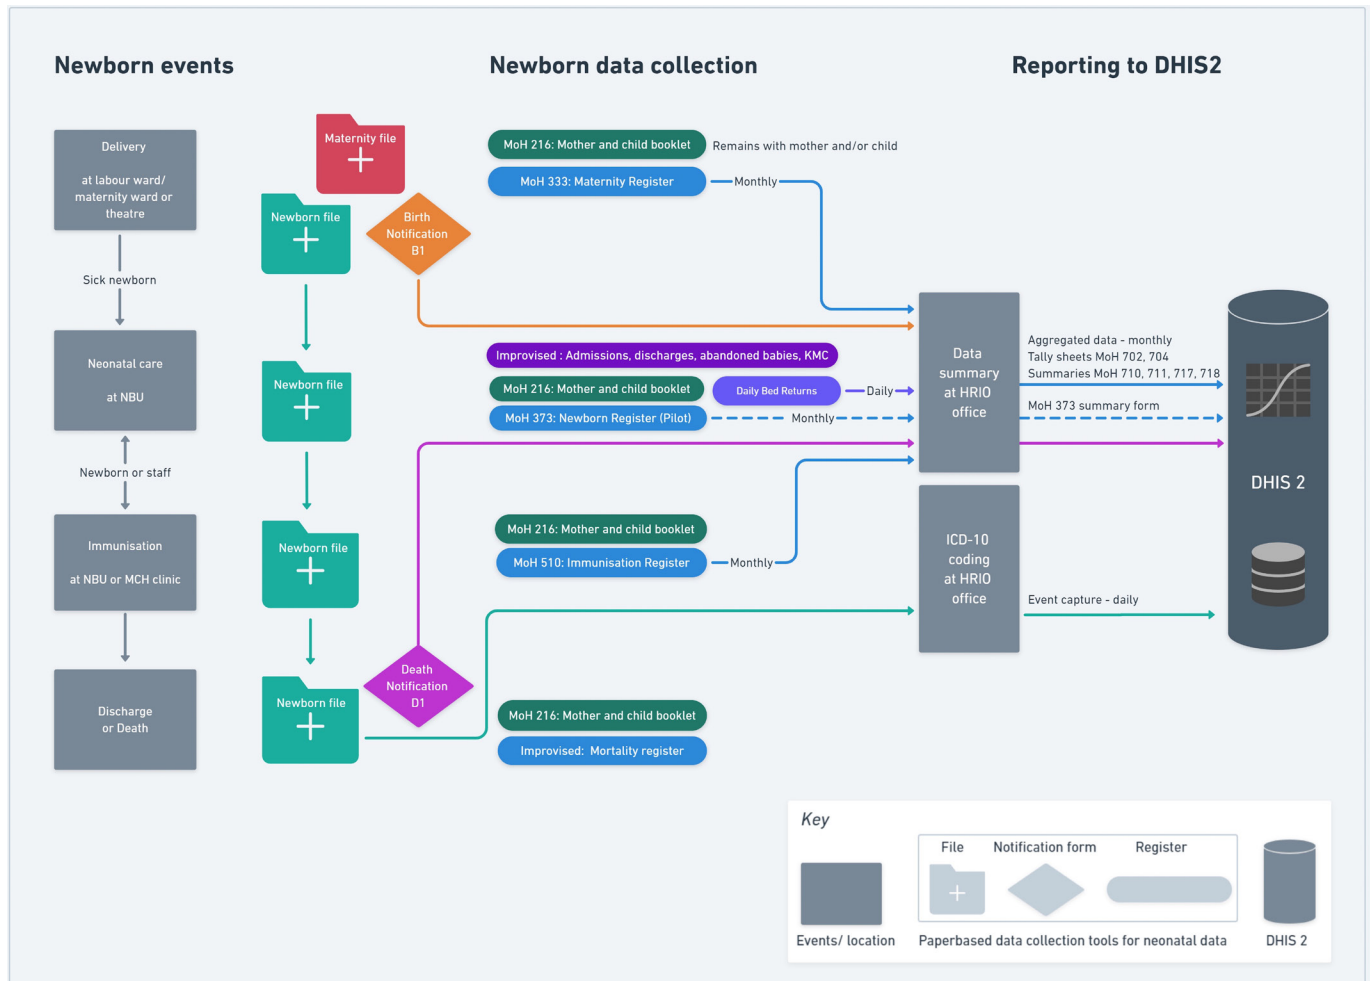 Newborn events
Newborn data collection
Reporting to DHIS2
Delivery
at labour ward/
maternity ward or
theatre
Sick newborn
Neonatal care
at NBU
Newborn or staff
Immunisation
at NBU or MCH clinic
Discharge
or Death
Maternity file
Newborn file
Birth
Notification
B1
Newborn file
Newborn file
Newborn file
Death
Notification
D1
MoH 216: Mother and child booklet
Remains with mother and/or child
MoH 333: Maternity Register
Monthly
Improvised : Admissions, discharges, abandoned babies, KMC
MoH 216: Mother and child booklet
Daily Bed Returns
Daily
MoH 373: Newborn Register (Pilot)
Monthly
MoH 216: Mother and child booklet
MoH 510: Immunisation Register
Monthly
MoH 216: Mother and child booklet
Improvised: Mortality register
Data
summary
at HRIO
office
ICD-10
coding
at HRIO
office
Aggregated data - monthly
Tally sheets MoH 702, 704
Summaries MoH 710, 711, 717, 718
MoH 373 summary form
Event capture - daily
DHIS 2
Key
File
Notification form
Register
Events/ location
Paperbased data collection tools for neonatal data
DHIS 2